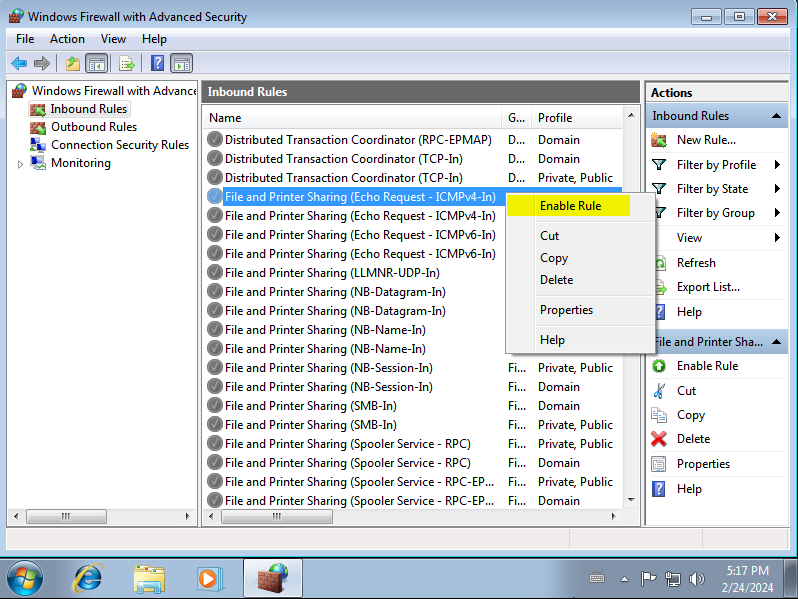 Windows Firewall with Advanced Security
File Action View Help
Windows Firewall with Advance
Inbound Rules
Outbound Rules
Connection Security Rules
Monitoring
Inbound Rules
Name G... Profile
Distributed Transaction Coordinator (RPC-EPMAP) D... Domain
Distributed Transaction Coordinator (TCP-In) D... Domain
Distributed Transaction Coordinator (TCP-In) D... Private, Public
File and Printer Sharing (Echo Request - ICMPv4-In)
File and Printer Sharing (Echo Request - ICMPv4-In)
File and Printer Sharing (Echo Request - ICMPv6-In)
File and Printer Sharing (Echo Request - ICMPv6-In)
File and Printer Sharing (LLMNR-UDP-In)
File and Printer Sharing (NB-Datagram-In)
File and Printer Sharing (NB-Datagram-In)
File and Printer Sharing (NB-Name-In)
File and Printer Sharing (NB-Name-In)
File and Printer Sharing (NB-Session-In) Fi... Private, Public
File and Printer Sharing (NB-Session-In) Fi... Domain
File and Printer Sharing (SMB-In) Fi... Domain
File and Printer Sharing (SMB-In) Fi... Private, Public
File and Printer Sharing (Spooler Service - RPC) Fi... Private, Public
File and Printer Sharing (Spooler Service - RPC) Fi... Domain
File and Printer Sharing (Spooler Service - RPC-EP... Fi... Private, Public
File and Printer Sharing (Spooler Service - RPC-EP... Fi... Domain
Enable Rule
Cut
Copy
Delete
Properties
Help
Actions
Inbound Rules
New Rule...
Filter by Profile
Filter by State
Filter by Group
View
Refresh
Export List...
Help
File and Printer Sha...
Enable Rule
Cut
Copy
Delete
Properties
Help
5:17 PM
2/24/2024